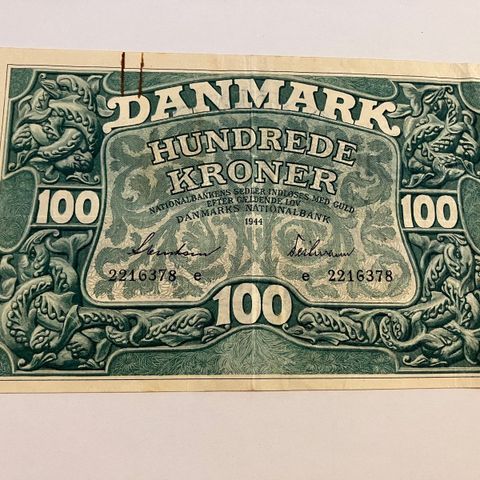 DANMARK
HUNDREDE
KRONER
NATIONALBANKENS SEDLER INDLØSES MED GULD
EFTER GÆLDENDE LOV
DANMARKS NATIONALBANK
1944
100 100
2216378 e e 2216378
100